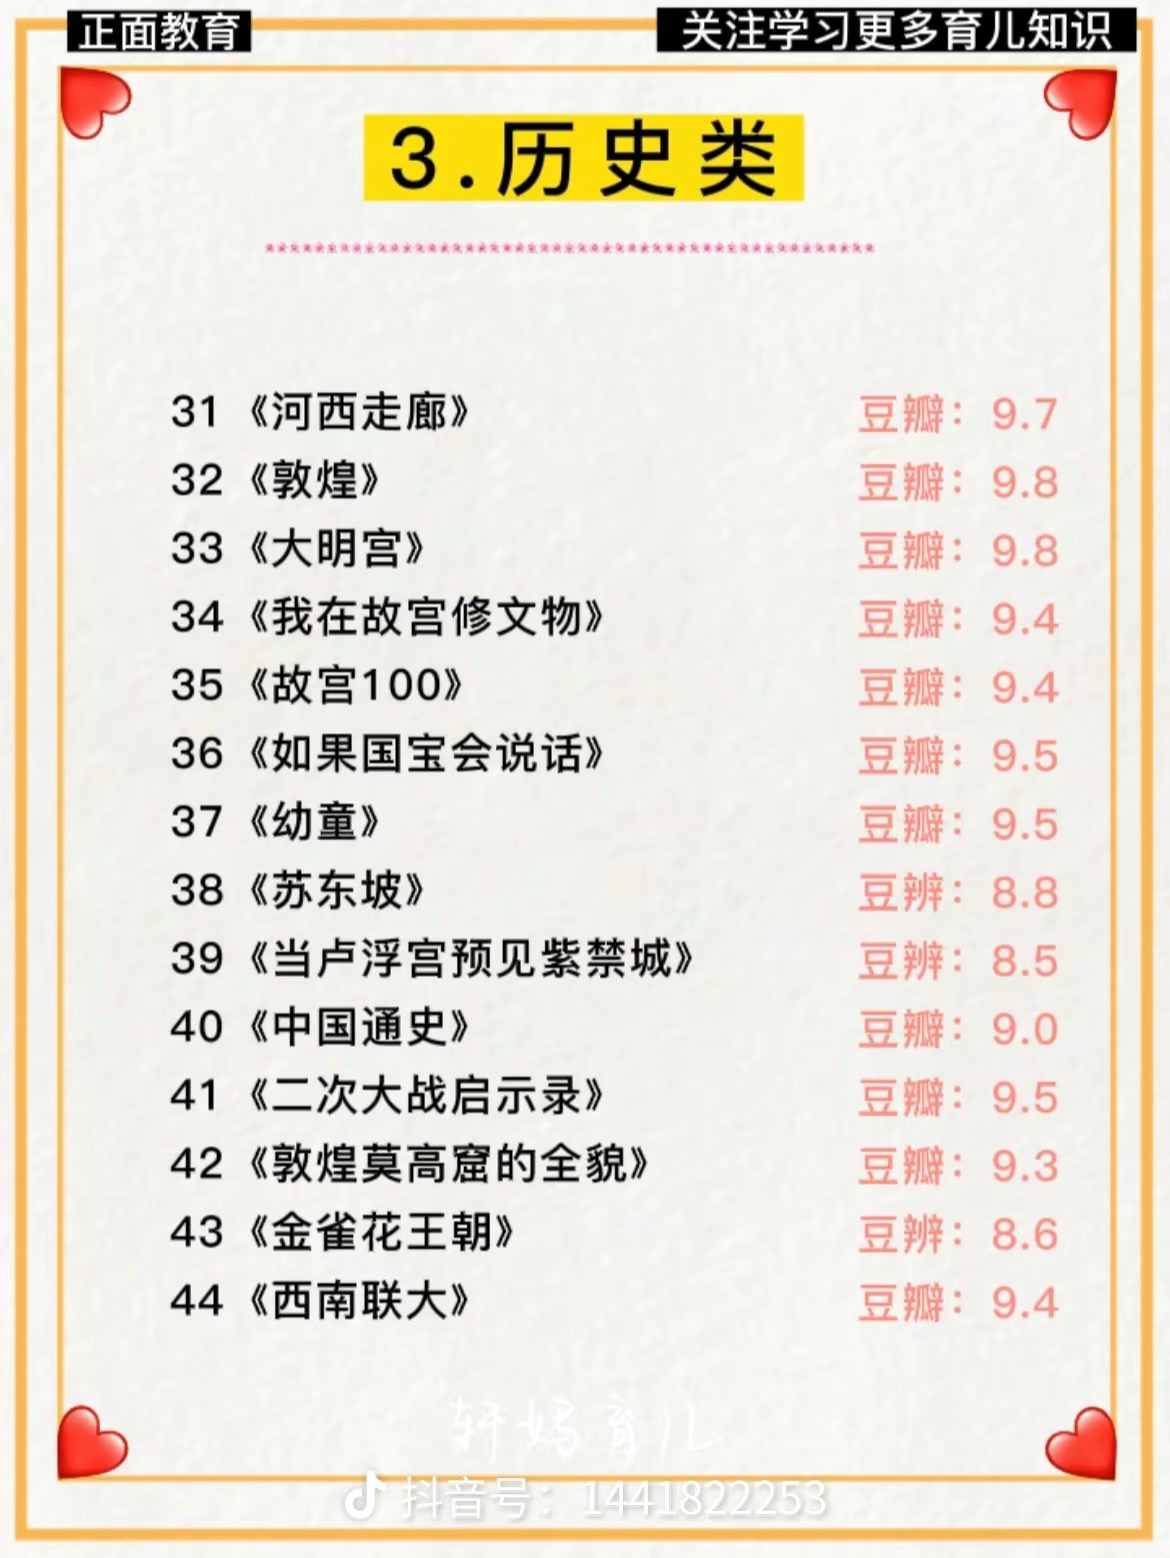 正面教育
关注学习更多育儿知识
3.历史类
31《河西走廊》 豆瓣：9.7
32《敦煌》 豆瓣：9.8
33《大明宫》 豆瓣：9.8
34《我在故宫修文物》 豆瓣：9.4
35《故宫100》 豆瓣：9.4
36《如果国宝会说话》 豆瓣：9.5
37《幼童》 豆瓣：9.5
38《苏东坡》 豆辨：8.8
39《当卢浮宫预见紫禁城》 豆辨：8.5
40《中国通史》 豆瓣：9.0
41《二次大战启示录》 豆瓣：9.5
42《敦煌莫高窟的全貌》 豆瓣：9.3
43《金雀花王朝》 豆辨：8.6
44《西南联大》 豆瓣：9.4
轩妈育儿
抖音号：1441822253